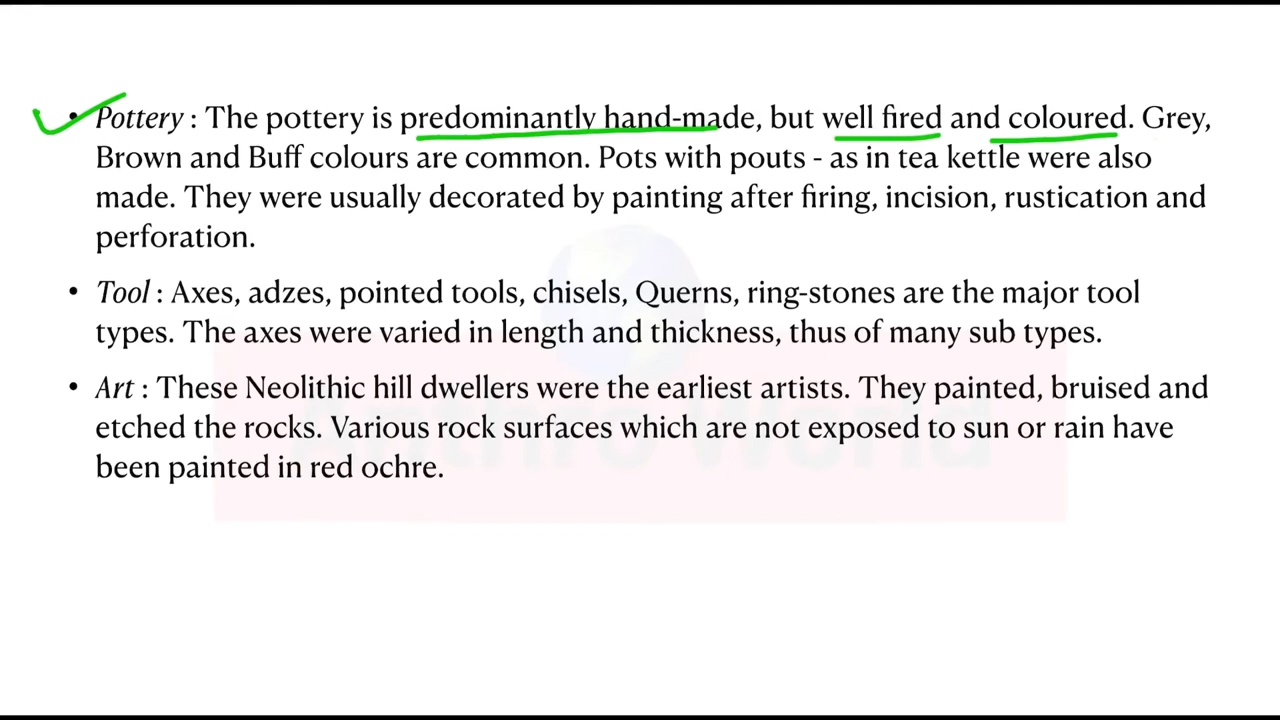 • Pottery : The pottery is predominantly hand-made, but well fired and coloured. Grey,
Brown and Buff colours are common. Pots with pouts - as in tea kettle were also
made. They were usually decorated by painting after firing, incision, rustication and
perforation.
• Tool : Axes, adzes, pointed tools, chisels, Querns, ring-stones are the major tool
types. The axes were varied in length and thickness, thus of many sub types.
• Art : These Neolithic hill dwellers were the earliest artists. They painted, bruised and
etched the rocks. Various rock surfaces which are not exposed to sun or rain have
been painted in red ochre.
Anthro World